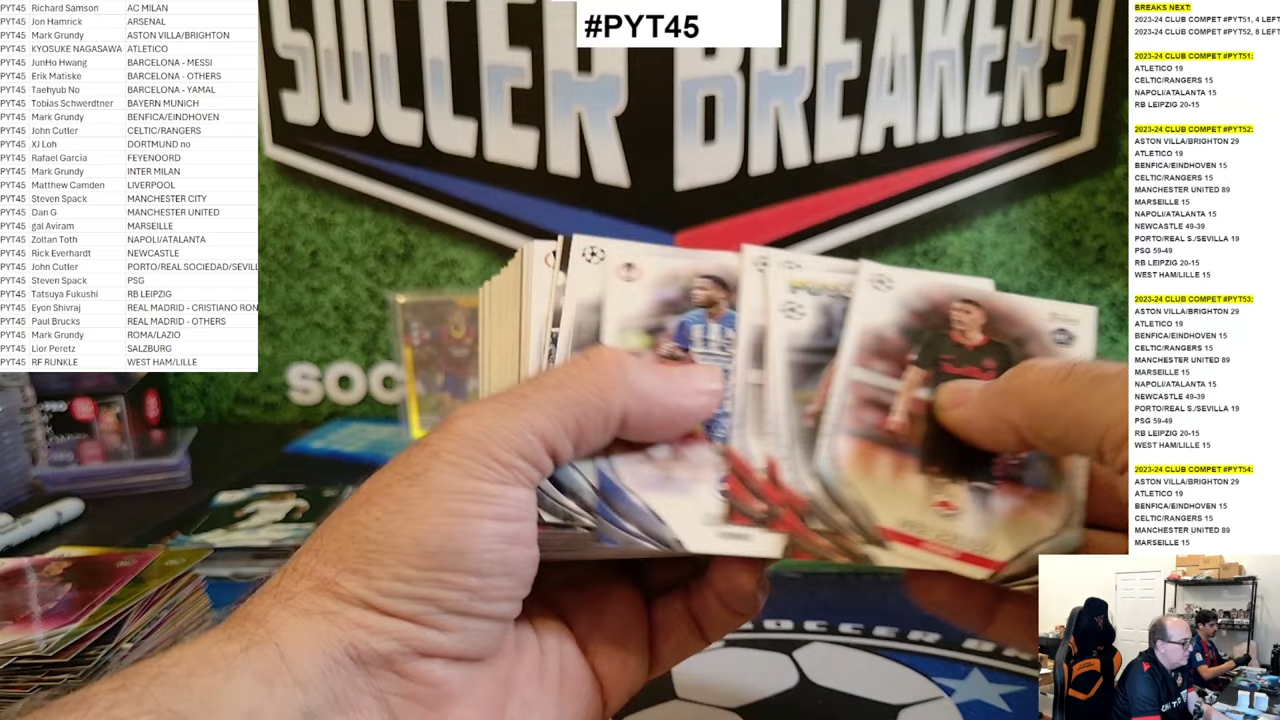 PYT45 Richard Samson AC MILAN
PYT45 Jon Hamrick ARSENAL
PYT45 Mark Grundy ASTON VILLA/BRIGHTON
PYT45 KYOSUKE NAGASAWA ATLETICO
PYT45 JunHo Hwang BARCELONA - MESSI
PYT45 Erik Matiske BARCELONA - OTHERS
PYT45 Taehyub No BARCELONA - YAMAL
PYT45 Tobias Schwerdtner BAYERN MUNICH
PYT45 Mark Grundy BENFICA/EINDHOVEN
PYT45 John Cutler CELTIC/RANGERS
PYT45 XJ Loh DORTMUND no
PYT45 Rafael Garcia FEYENOORD
PYT45 Mark Grundy INTER MILAN
PYT45 Matthew Camden LIVERPOOL
PYT45 Steven Spack MANCHESTER CITY
PYT45 Dan G MANCHESTER UNITED
PYT45 gal Aviram MARSEILLE
PYT45 Zoltan Toth NAPOLI/ATALANTA
PYT45 Rick Everhardt NEWCASTLE
PYT45 John Cutler PORTO/REAL SOCIEDAD/SEVILL
PYT45 Steven Spack PSG
PYT45 Tatsuya Fukushi RB LEIPZIG
PYT45 Eyon Shivraj REAL MADRID - CRISTIANO RON
PYT45 Paul Brucks REAL MADRID - OTHERS
PYT45 Mark Grundy ROMA/LAZIO
PYT45 Lior Peretz SALZBURG
PYT45 RF RUNKLE WEST HAM/LILLE
#PYT45
SOCCER BREAKERS
SOC
SOCCER BREA
BREAKS NEXT:
2023-24 CLUB COMPET #PYT51, 4 LEFT
2023-24 CLUB COMPET #PYT52, 8 LEFT
2023-24 CLUB COMPET #PYT51:
ATLETICO 19
CELTIC/RANGERS 15
NAPOLI/ATALANTA 15
RB LEIPZIG 20-15
2023-24 CLUB COMPET #PYT52:
ASTON VILLA/BRIGHTON 29
ATLETICO 19
BENFICA/EINDHOVEN 15
CELTIC/RANGERS 15
MANCHESTER UNITED 89
MARSEILLE 15
NAPOLI/ATALANTA 15
NEWCASTLE 49-39
PORTO/REAL S./SEVILLA 19
PSG 59-49
RB LEIPZIG 20-15
WEST HAM/LILLE 15
2023-24 CLUB COMPET #PYT53:
ASTON VILLA/BRIGHTON 29
ATLETICO 19
BENFICA/EINDHOVEN 15
CELTIC/RANGERS 15
MANCHESTER UNITED 89
MARSEILLE 15
NAPOLI/ATALANTA 15
NEWCASTLE 49-39
PORTO/REAL S./SEVILLA 19
PSG 59-49
RB LEIPZIG 20-15
WEST HAM/LILLE 15
2023-24 CLUB COMPET #PYT54:
ASTON VILLA/BRIGHTON 29
ATLETICO 19
BENFICA/EINDHOVEN 15
CELTIC/RANGERS 15
MANCHESTER UNITED 89
MARSEILLE 15